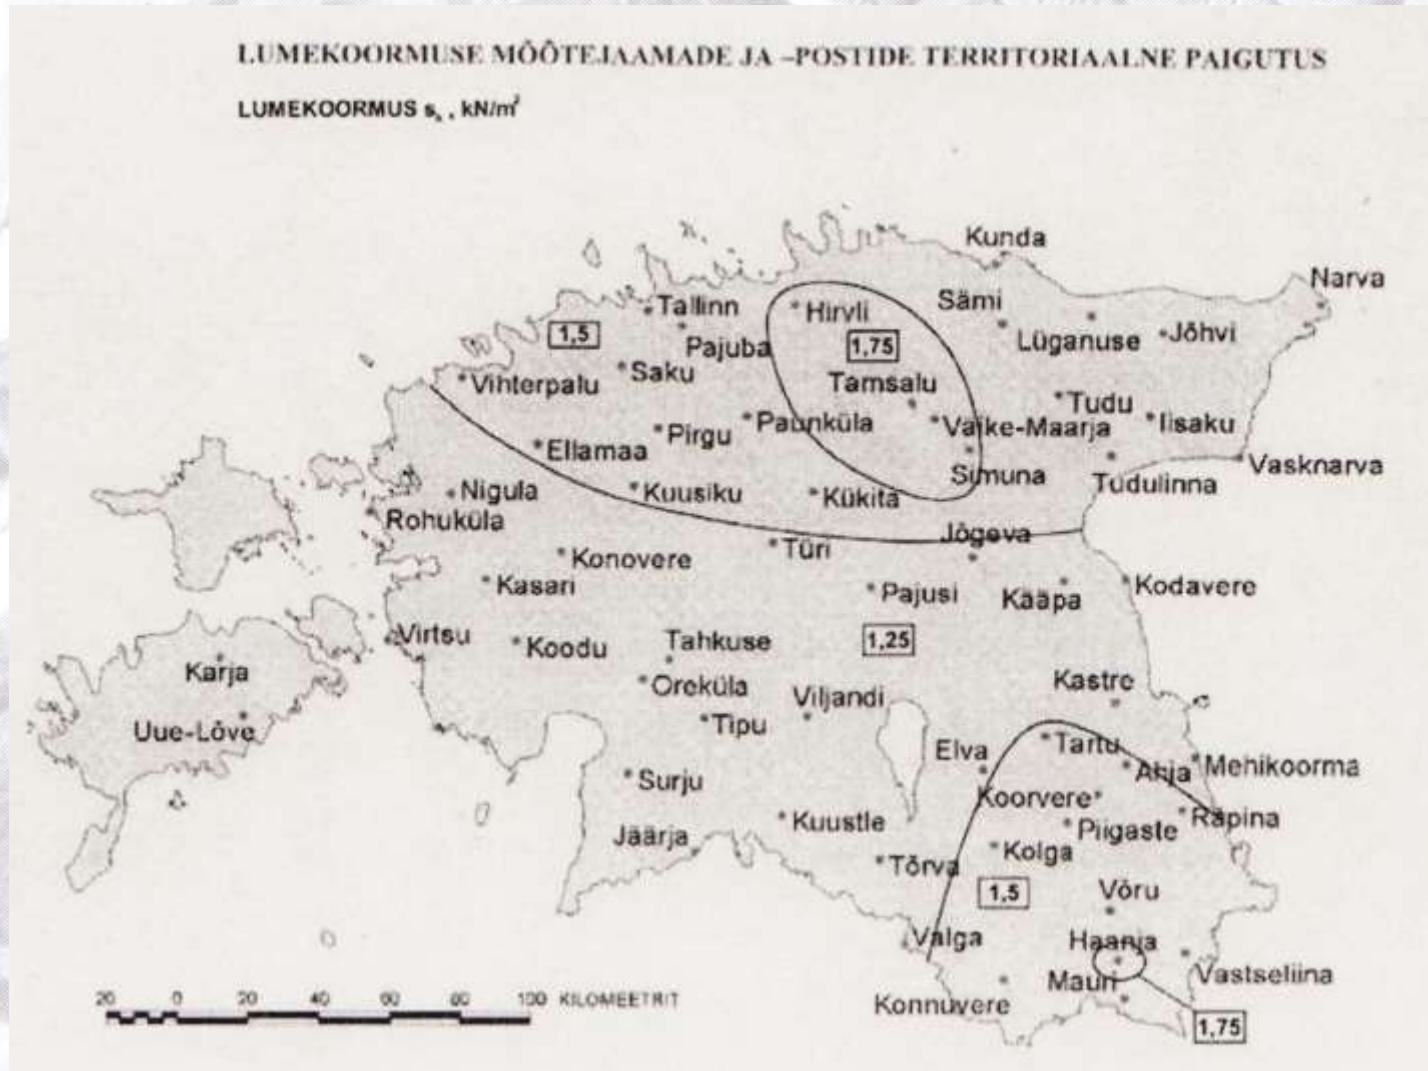 LUMEKOORMUSE MÕÕTEJAAMADE JA –POSTIDE TERRITORIAALNE PAIGUTUS
LUMEKOORMUS sₖ , kN/m²
Kunda
Narva
Tallinn
Hirvli
Sämi
1,5
Pajuba
1,75
Lüganuse
Jõhvi
Vihterpalu
Saku
Tamsalu
Tudu
Iisaku
Pirgu
Paunküla
Väike-Maarja
Ellamaa
Simuna
Vasknarva
Nigula
Kuusiku
Kükita
Tudulinna
Rohuküla
Jõgeva
Türi
Konovere
Kasari
Pajusi
Kääpa
Kodavere
Virtsu
Koodu
Tahkuse
1,25
Karja
Oreküla
Viljandi
Kastre
Uue-Lõve
Tipu
Elva
Tartu
Ahja
Mehikoorma
Surju
Koorvere
Kuustle
Piigaste
Räpina
Jäärja
Kolga
Tõrva
1,5
Võru
Valga
Haanja
Mauri
Vastseliina
Konnuvere
20 0 20 40 60 80 100 KILOMEETRIT
1,75